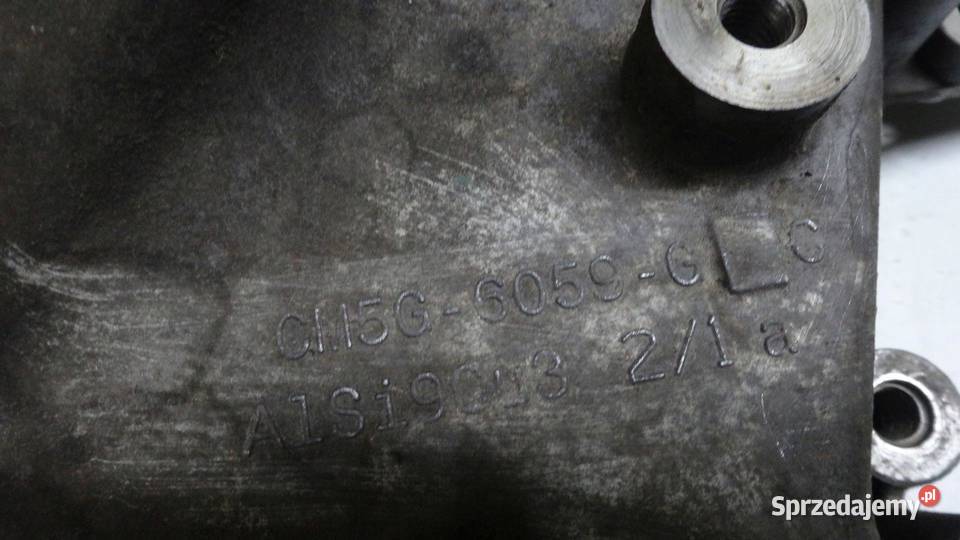 CM5G-6059-G C
AlSi9Cu3 2/1 a
Sprzedajemy.pl